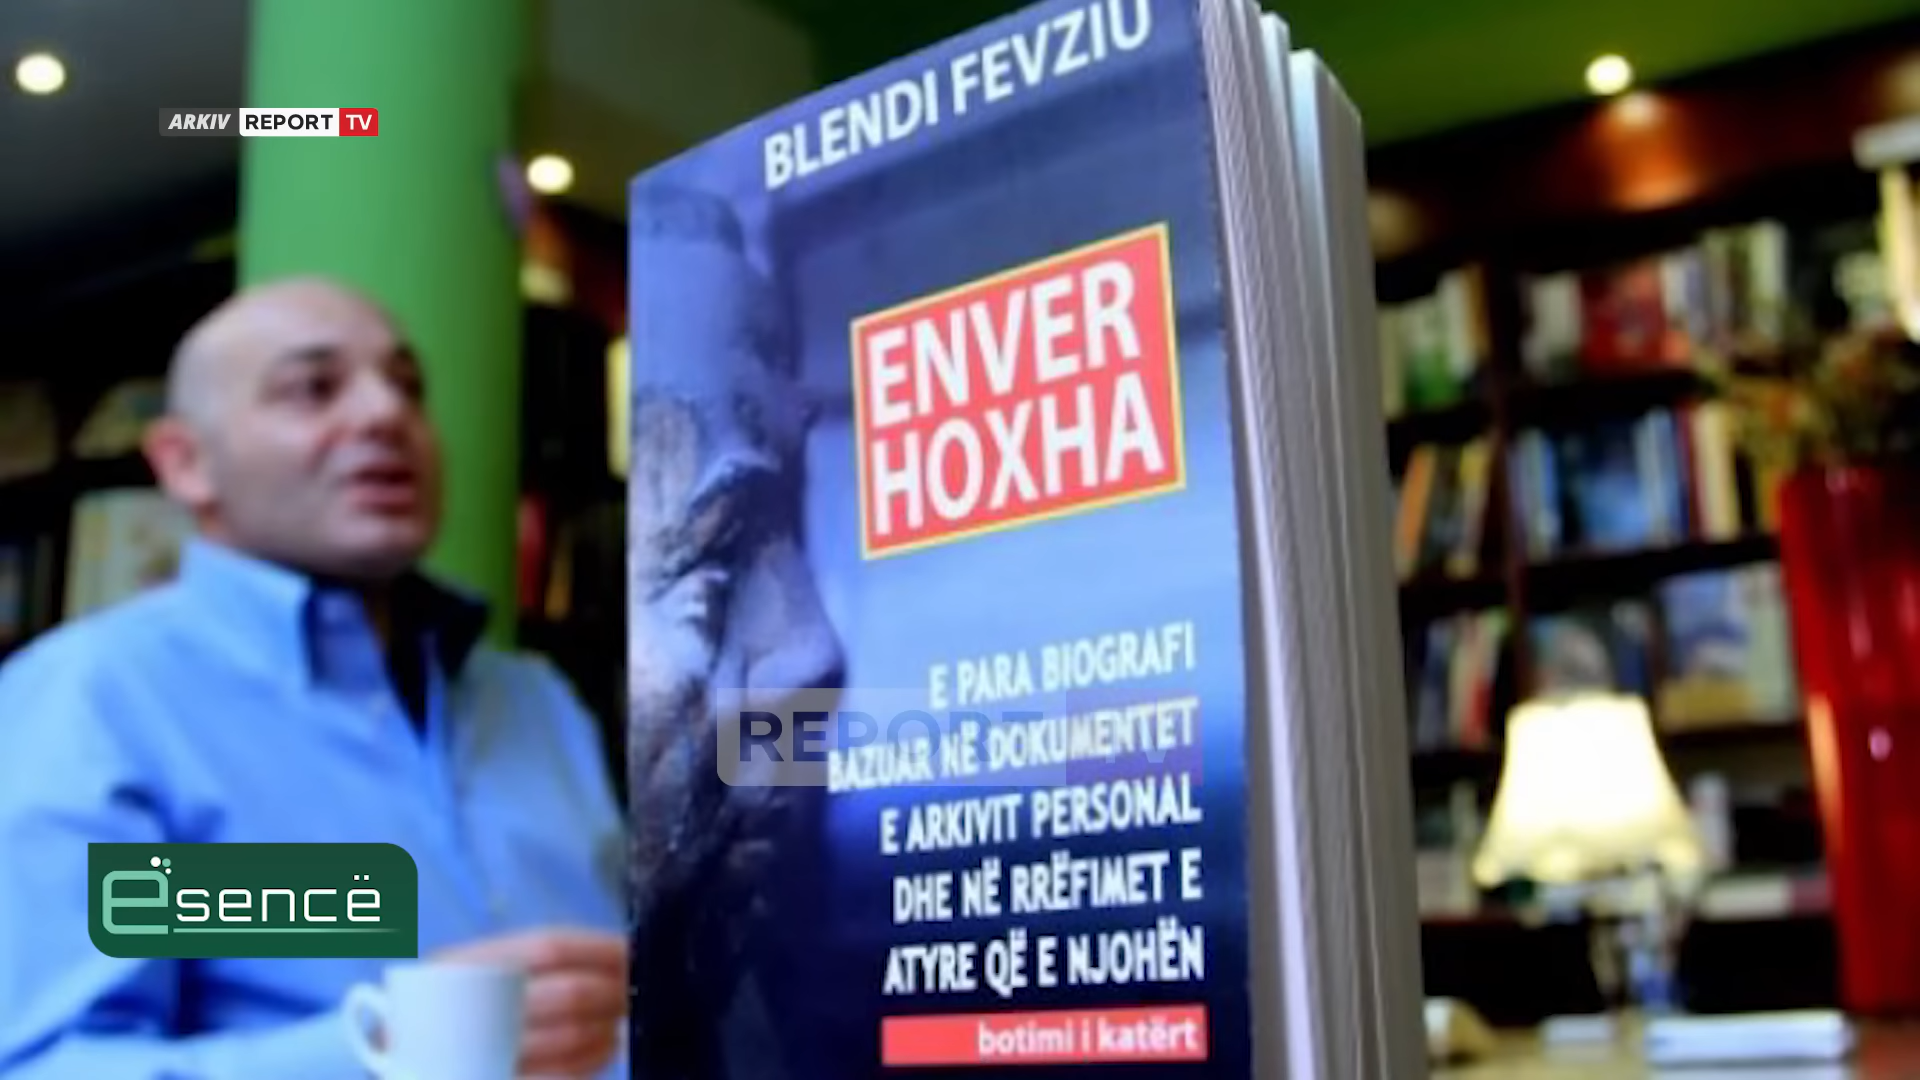 ARKIV REPORT TV
BLENDI FEVZIU
ENVER
HOXHA
E PARA BIOGRAFI
BAZUAR NË DOKUMENTET
E ARKIVIT PERSONAL
DHE NË RRËFIMET E
ATYRE QË E NJOHËN
botimi i katërt
REPORT TV
ësencë